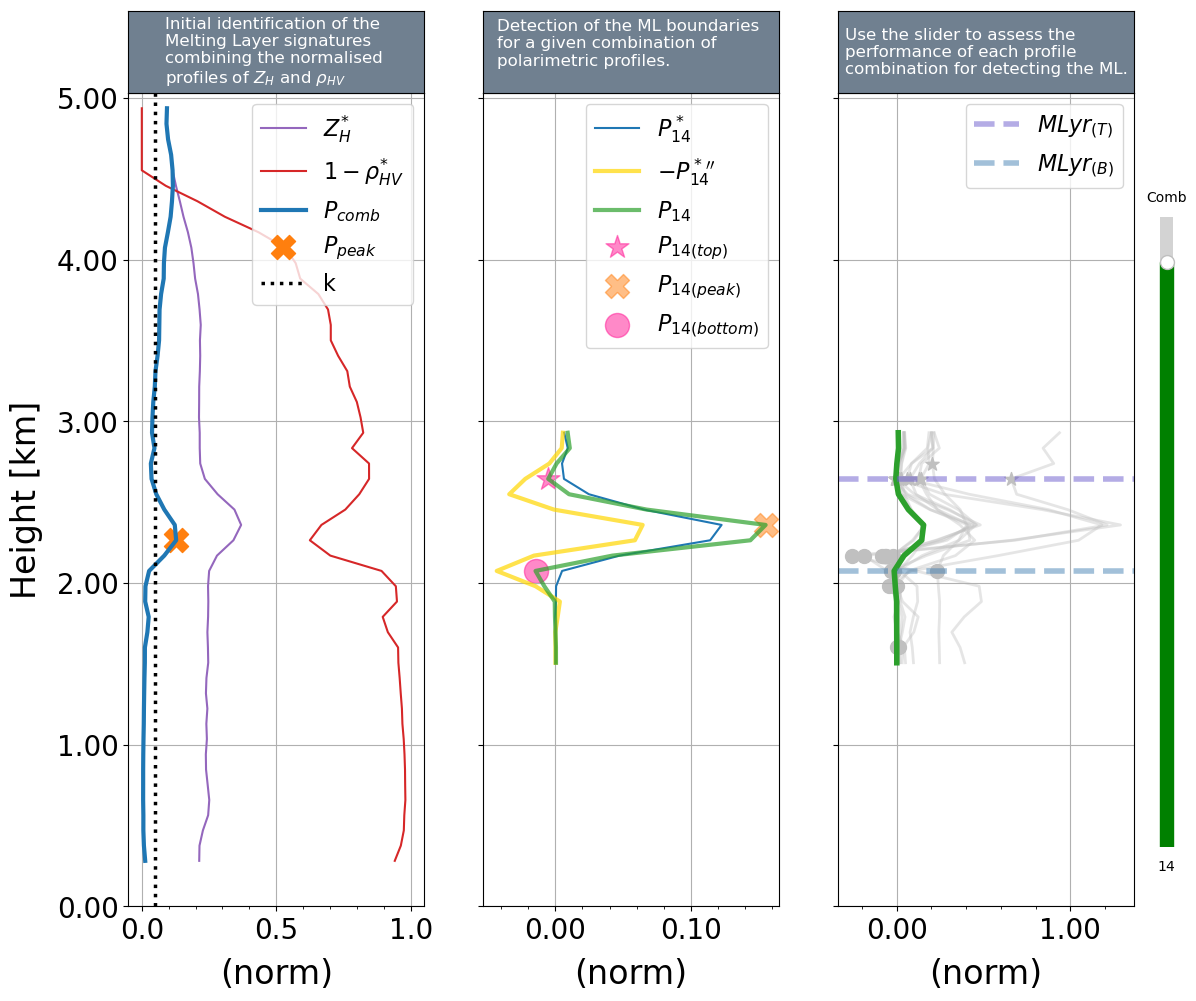 Initial identification of the
Melting Layer signatures
combining the normalised
profiles of Z_H and ρ_HV
Detection of the ML boundaries
for a given combination of
polarimetric profiles.
Use the slider to assess the
performance of each profile
combination for detecting the ML.
Height [km]
5.00
4.00
3.00
2.00
1.00
0.00
Z_H^*
1 − ρ_HV^*
P_comb
P_peak
k
0.0 0.5 1.0
(norm)
P_14^*
−P_14^*″
P_14
P_14(top)
P_14(peak)
P_14(bottom)
0.00 0.10
(norm)
MLyr_(T)
MLyr_(B)
0.00 1.00
(norm)
Comb
14